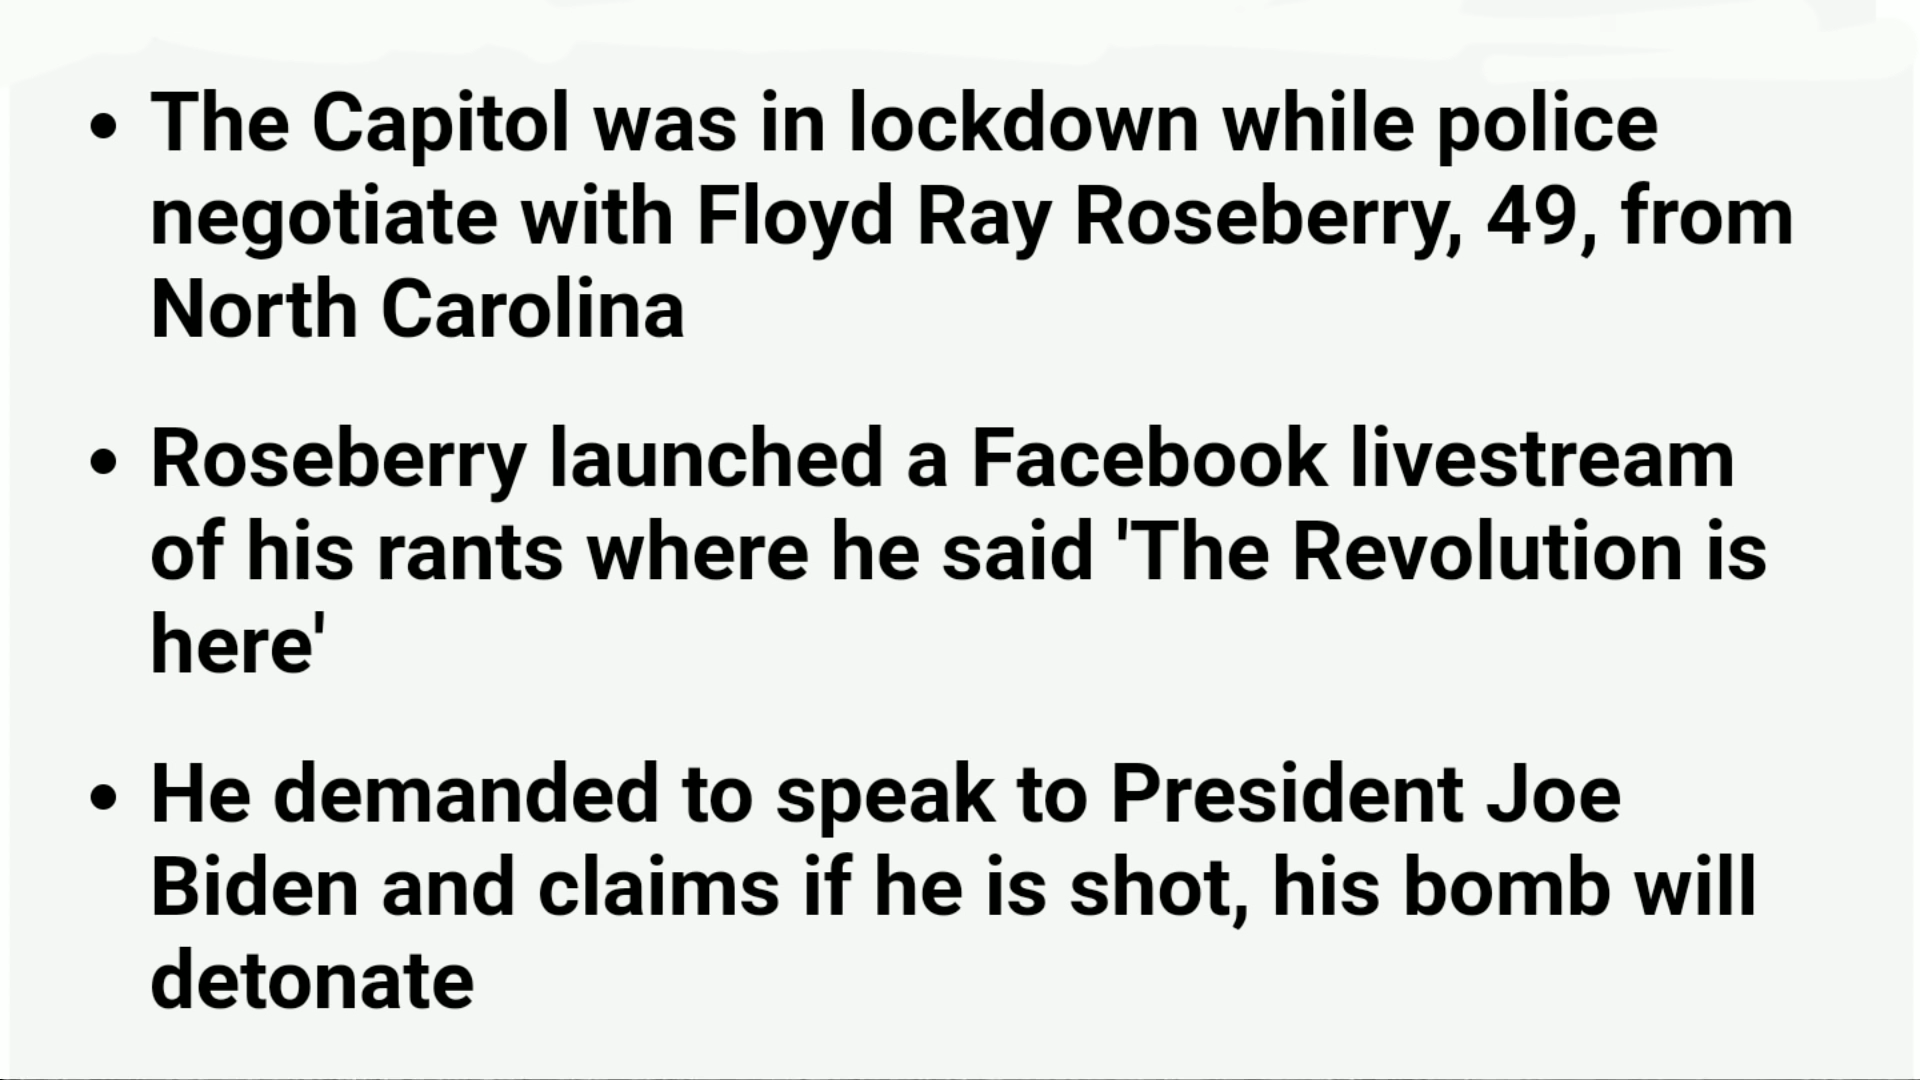 • The Capitol was in lockdown while police
negotiate with Floyd Ray Roseberry, 49, from
North Carolina
• Roseberry launched a Facebook livestream
of his rants where he said 'The Revolution is
here'
• He demanded to speak to President Joe
Biden and claims if he is shot, his bomb will
detonate